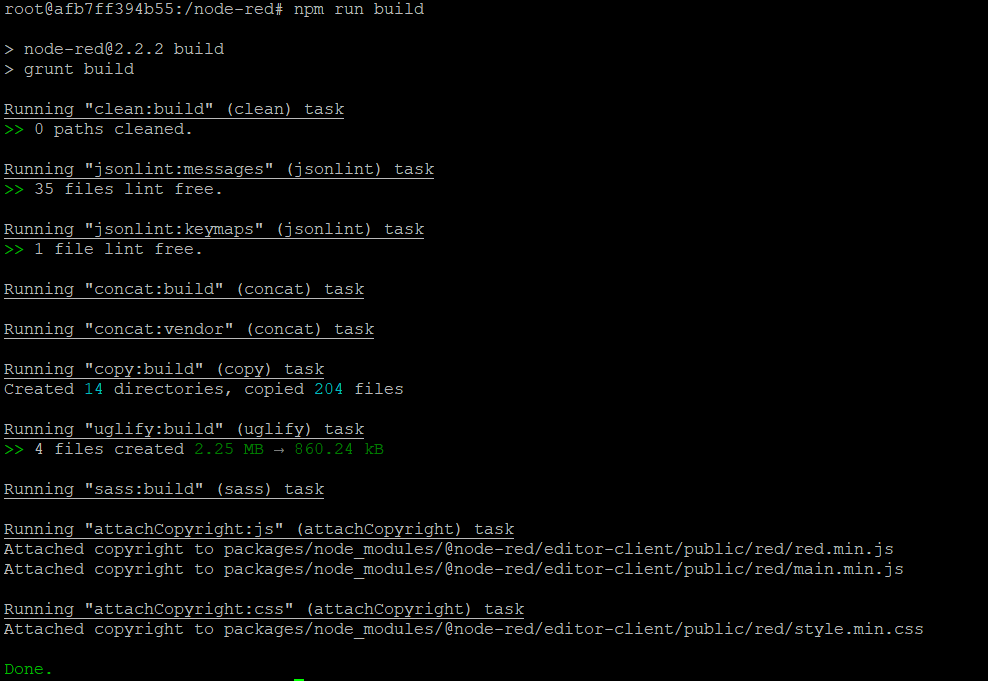 root@afb7ff394b55:/node-red# npm run build
> node-red@2.2.2 build
> grunt build
Running "clean:build" (clean) task
>> 0 paths cleaned.
Running "jsonlint:messages" (jsonlint) task
>> 35 files lint free.
Running "jsonlint:keymaps" (jsonlint) task
>> 1 file lint free.
Running "concat:build" (concat) task
Running "concat:vendor" (concat) task
Running "copy:build" (copy) task
Created 14 directories, copied 204 files
Running "uglify:build" (uglify) task
>> 4 files created 2.25 MB → 860.24 kB
Running "sass:build" (sass) task
Running "attachCopyright:js" (attachCopyright) task
Attached copyright to packages/node_modules/@node-red/editor-client/public/red/red.min.js
Attached copyright to packages/node_modules/@node-red/editor-client/public/red/main.min.js
Running "attachCopyright:css" (attachCopyright) task
Attached copyright to packages/node_modules/@node-red/editor-client/public/red/style.min.css
Done.